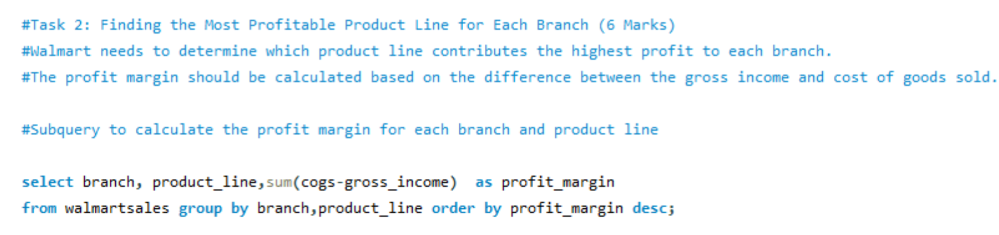 #Task 2: Finding the Most Profitable Product Line for Each Branch (6 Marks)
#Walmart needs to determine which product line contributes the highest profit to each branch.
#The profit margin should be calculated based on the difference between the gross income and cost of goods sold.
#Subquery to calculate the profit margin for each branch and product line
select branch, product_line,sum(cogs-gross_income)  as profit_margin
from walmartsales group by branch,product_line order by profit_margin desc;